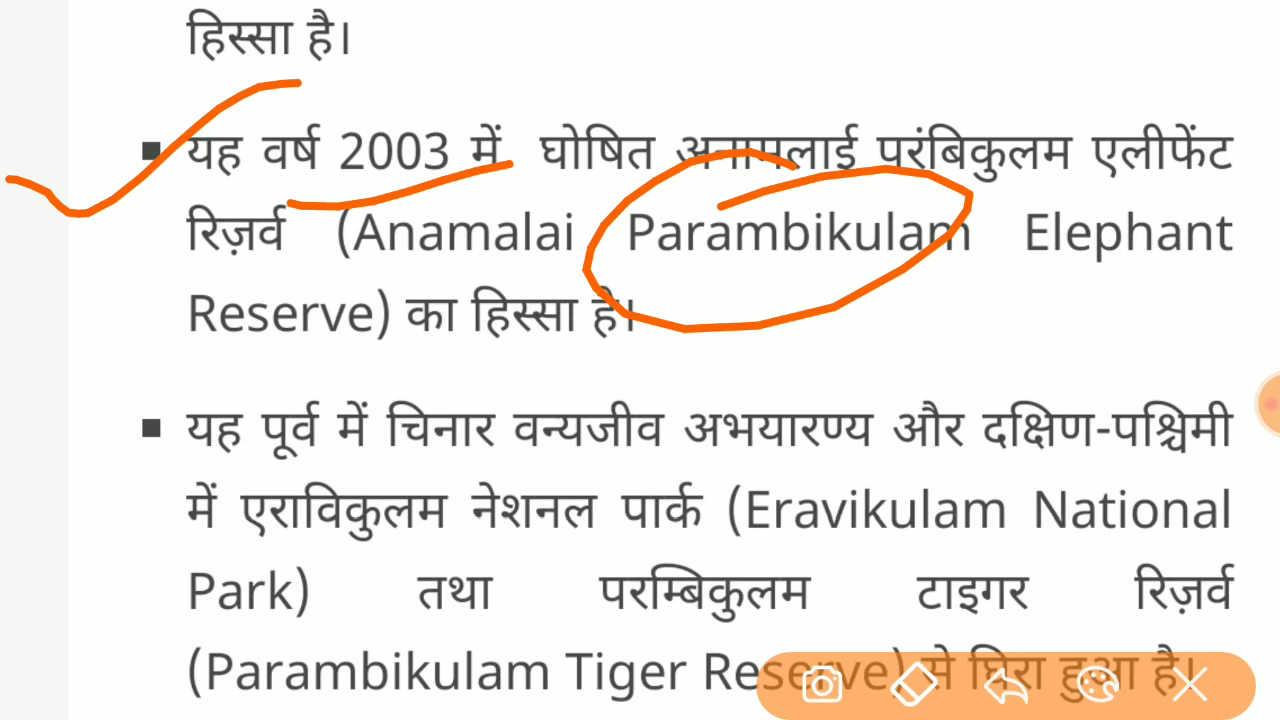 हिस्सा है।
▪ यह वर्ष 2003 में घोषित अनामलाई परंबिकुलम एलीफेंट
रिज़र्व (Anamalai Parambikulam Elephant
Reserve) का हिस्सा है।
▪ यह पूर्व में चिनार वन्यजीव अभयारण्य और दक्षिण-पश्चिमी
में एराविकुलम नेशनल पार्क (Eravikulam National
Park) तथा परम्बिकुलम टाइगर रिज़र्व
(Parambikulam Tiger Reserve) से घिरा हुआ है।